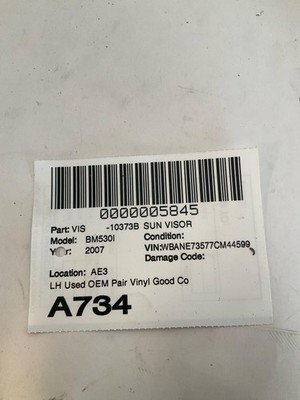 0000005845
Part: VIS -10373B SUN VISOR
Model: BM530I Condition:
Year: 2007 VIN:WBANE73577CM44599
Damage Code:
Location: AE3
LH Used OEM Pair Vinyl Good Co
A734